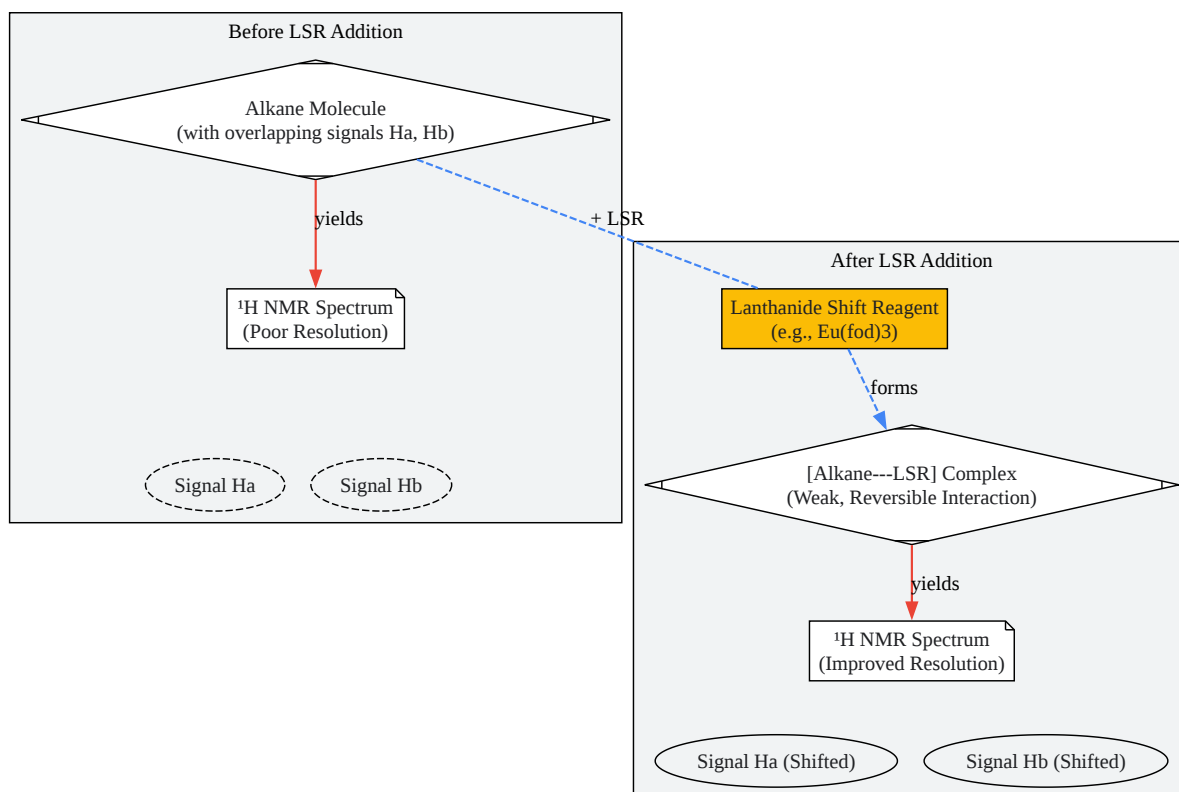 Before LSR Addition
Alkane Molecule
(with overlapping signals Ha, Hb)
yields
+ LSR
¹H NMR Spectrum
(Poor Resolution)
Signal Ha
Signal Hb
After LSR Addition
Lanthanide Shift Reagent
(e.g., Eu(fod)3)
forms
[Alkane---LSR] Complex
(Weak, Reversible Interaction)
yields
¹H NMR Spectrum
(Improved Resolution)
Signal Ha (Shifted)
Signal Hb (Shifted)